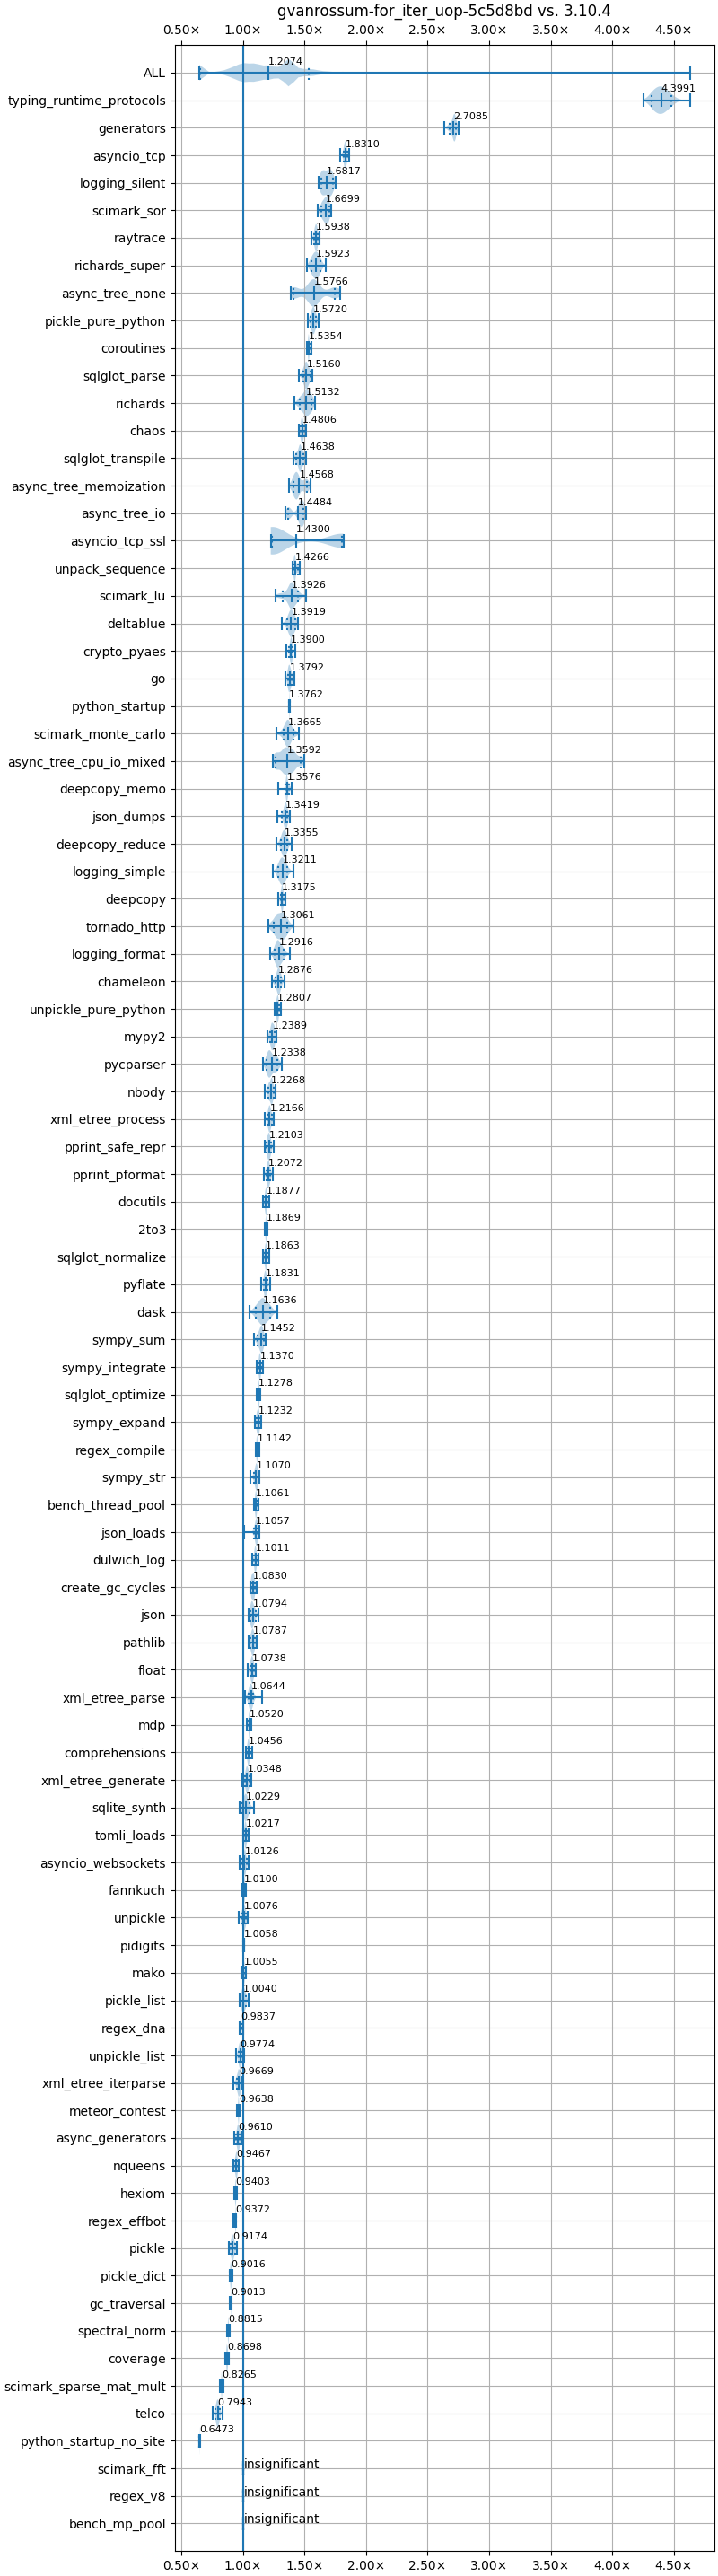 gvanrossum-for_iter_uop-5c5d8bd vs. 3.10.4
0.50× 1.00× 1.50× 2.00× 2.50× 3.00× 3.50× 4.00× 4.50×
ALL 1.2074
typing_runtime_protocols 4.3991
generators 2.7085
asyncio_tcp 1.8310
logging_silent 1.6817
scimark_sor 1.6699
raytrace 1.5938
richards_super 1.5923
async_tree_none 1.5766
pickle_pure_python 1.5720
coroutines 1.5354
sqlglot_parse 1.5160
richards 1.5132
chaos 1.4806
sqlglot_transpile 1.4638
async_tree_memoization 1.4568
async_tree_io 1.4484
asyncio_tcp_ssl 1.4300
unpack_sequence 1.4266
scimark_lu 1.3926
deltablue 1.3919
crypto_pyaes 1.3900
go 1.3792
python_startup 1.3762
scimark_monte_carlo 1.3665
async_tree_cpu_io_mixed 1.3592
deepcopy_memo 1.3576
json_dumps 1.3419
deepcopy_reduce 1.3355
logging_simple 1.3211
deepcopy 1.3175
tornado_http 1.3061
logging_format 1.2916
chameleon 1.2876
unpickle_pure_python 1.2807
mypy2 1.2389
pycparser 1.2338
nbody 1.2268
xml_etree_process 1.2166
pprint_safe_repr 1.2103
pprint_pformat 1.2072
docutils 1.1877
2to3 1.1869
sqlglot_normalize 1.1863
pyflate 1.1831
dask 1.1636
sympy_sum 1.1452
sympy_integrate 1.1370
sqlglot_optimize 1.1278
sympy_expand 1.1232
regex_compile 1.1142
sympy_str 1.1070
bench_thread_pool 1.1061
json_loads 1.1057
dulwich_log 1.1011
create_gc_cycles 1.0830
json 1.0794
pathlib 1.0787
float 1.0738
xml_etree_parse 1.0644
mdp 1.0520
comprehensions 1.0456
xml_etree_generate 1.0348
sqlite_synth 1.0229
tomli_loads 1.0217
asyncio_websockets 1.0126
fannkuch 1.0100
unpickle 1.0076
pidigits 1.0058
mako 1.0055
pickle_list 1.0040
regex_dna 0.9837
unpickle_list 0.9774
xml_etree_iterparse 0.9669
meteor_contest 0.9638
async_generators 0.9610
nqueens 0.9467
hexiom 0.9403
regex_effbot 0.9372
pickle 0.9174
pickle_dict 0.9016
gc_traversal 0.9013
spectral_norm 0.8815
coverage 0.8698
scimark_sparse_mat_mult 0.8265
telco 0.7943
python_startup_no_site 0.6473
scimark_fft insignificant
regex_v8 insignificant
bench_mp_pool insignificant
0.50× 1.00× 1.50× 2.00× 2.50× 3.00× 3.50× 4.00× 4.50×